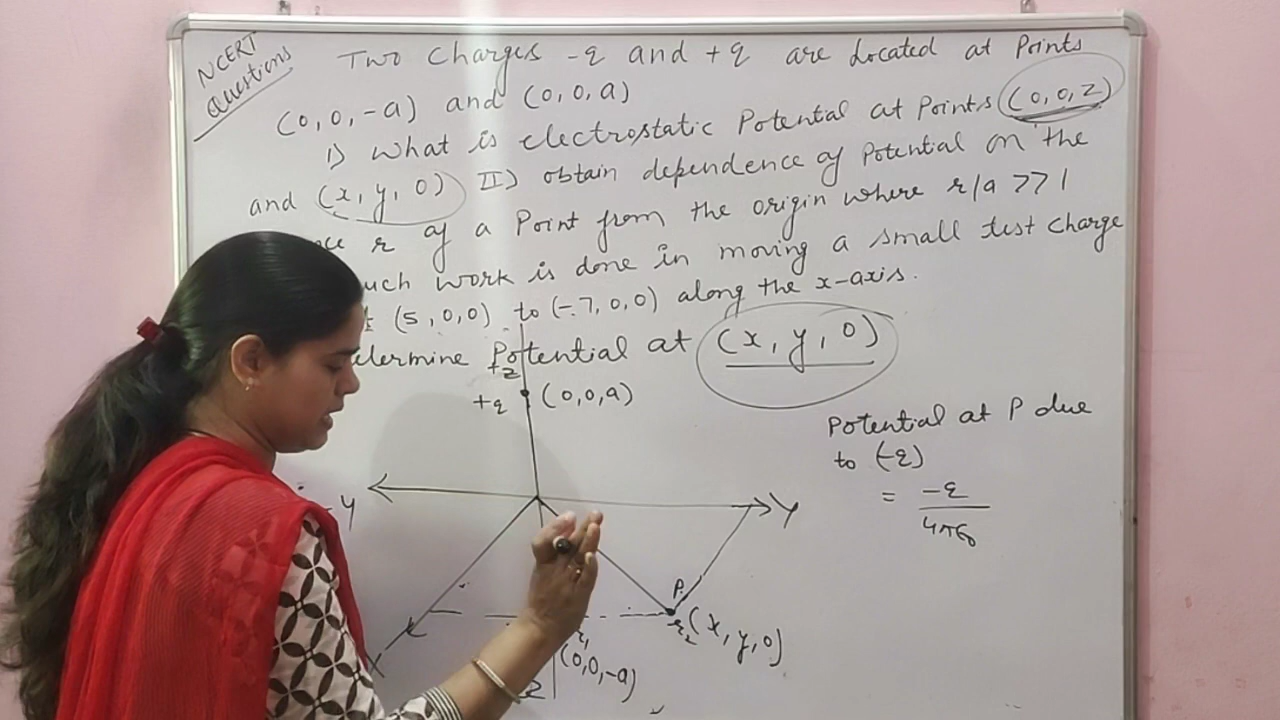 NCERT
Questions
Two charges -q and +q are Located at Points
(0,0,-a) and (0,0,a)
I) What is electrostatic Potential at Points (0,0,z)
and (x,y,0) II) obtain dependence of Potential on the
r of a Point from the origin where r/a >> 1
work is done in moving a small test charge
(5,0,0) to (-7,0,0) along the x-axis.
Potential at (x,y,0)
+z
+q (0,0,a)
Potential at P due
to (-q)
= -q
4πε₀
-y
Y
P
r₂ (x,y,0)
r₁
(0,0,-a)
X
z